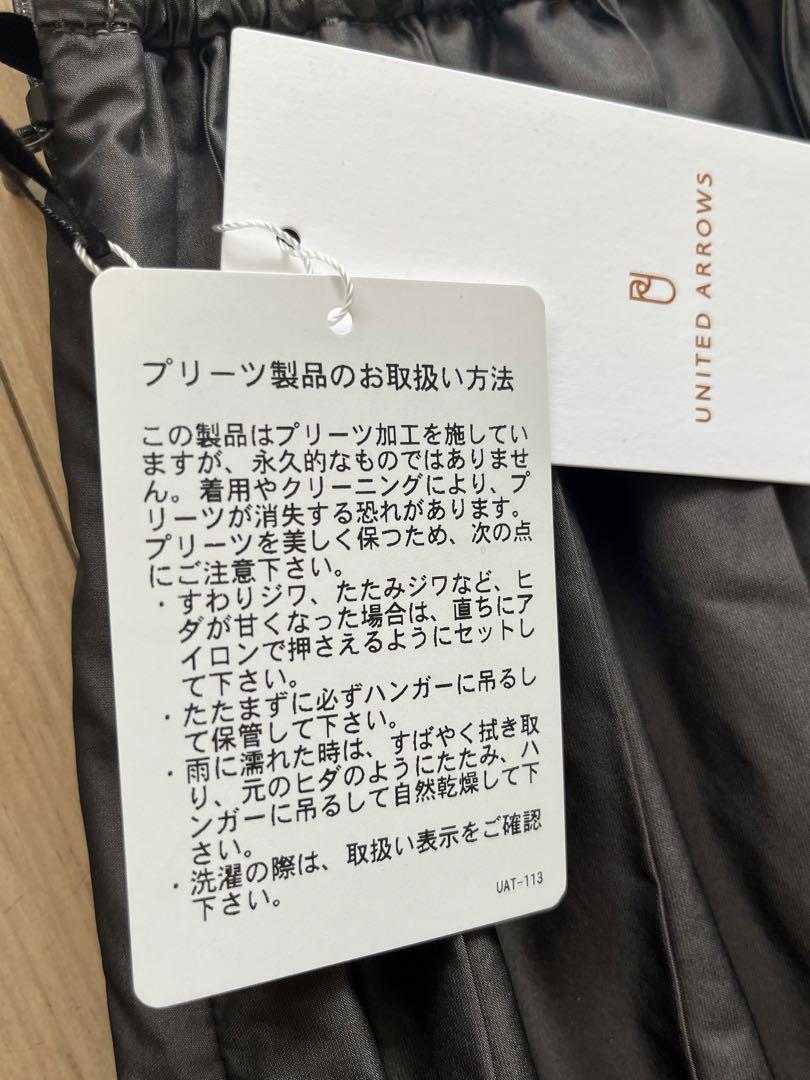 UNITED ARROWS
プリーツ製品のお取扱い方法
この製品はプリーツ加工を施してい
ますが、永久的なものではありませ
ん。着用やクリーニングにより、プ
リーツが消失する恐れがあります。
プリーツを美しく保つため、次の点
にご注意下さい。
・すわりジワ、たたみジワなど、ヒ
ダが甘くなった場合は、直ちにア
イロンで押さえるようにセットし
て下さい。
・たたまずに必ずハンガーに吊るし
て保管して下さい。
・雨に濡れた時は、すばやく拭き取
り、元のヒダのようにたたみ、ハ
ンガーに吊るして自然乾燥して下
さい。
・洗濯の際は、取扱い表示をご確認
下さい。
UAT-113